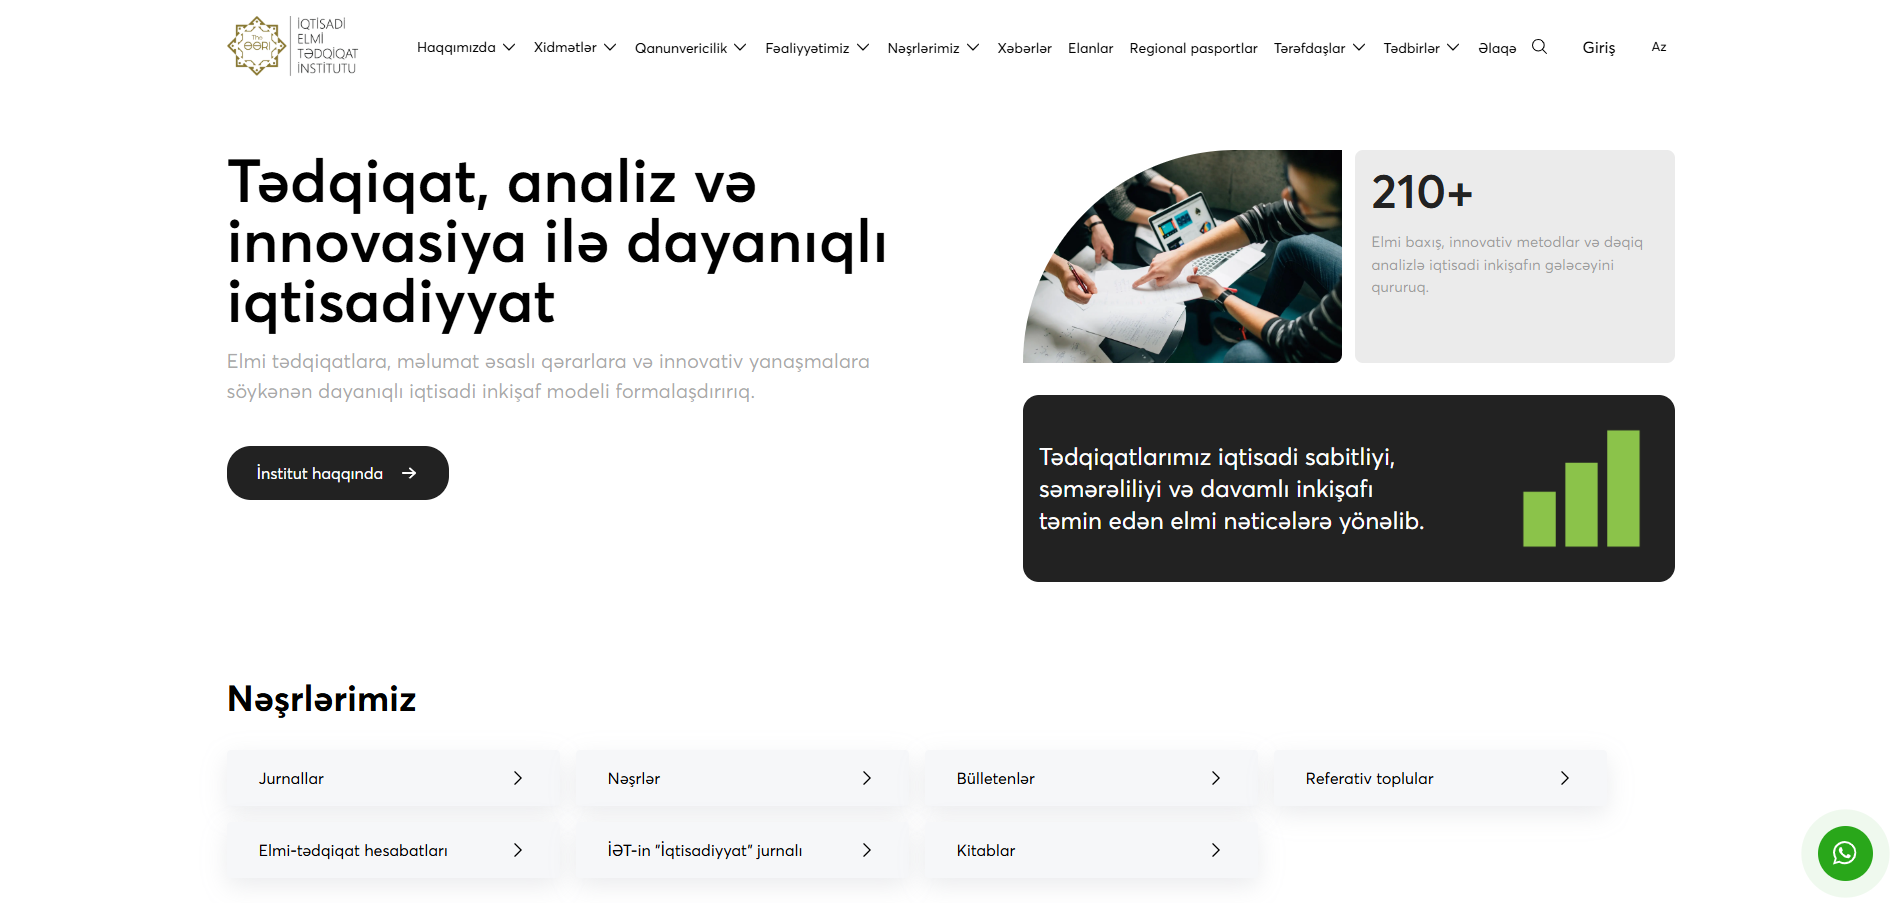 The
ƏƏRI
İQTİSADİ
ELMİ
TƏDQİQAT
İNSTİTUTU
Haqqımızda Xidmətlər Qanunvericilik Fəaliyyətimiz Nəşrlərimiz Xəbərlər Elanlar Regional pasportlar Tərəfdaşlar Tədbirlər Əlaqə Giriş Az
Tədqiqat, analiz və
innovasiya ilə dayanıqlı
iqtisadiyyat
Elmi tədqiqatlara, məlumat əsaslı qərarlara və innovativ yanaşmalara
söykənən dayanıqlı iqtisadi inkişaf modeli formalaşdırırıq.
İnstitut haqqında
210+
Elmi baxış, innovativ metodlar və dəqiq
analizlə iqtisadi inkişafın gələcəyini
qururuq.
Tədqiqatlarımız iqtisadi sabitliyi,
səmərəliliyi və davamlı inkişafı
təmin edən elmi nəticələrə yönəlib.
Nəşrlərimiz
Jurnallar Nəşrlər Bülletenlər Referativ toplular
Elmi-tədqiqat hesabatları İƏT-in "İqtisadiyyat" jurnalı Kitablar